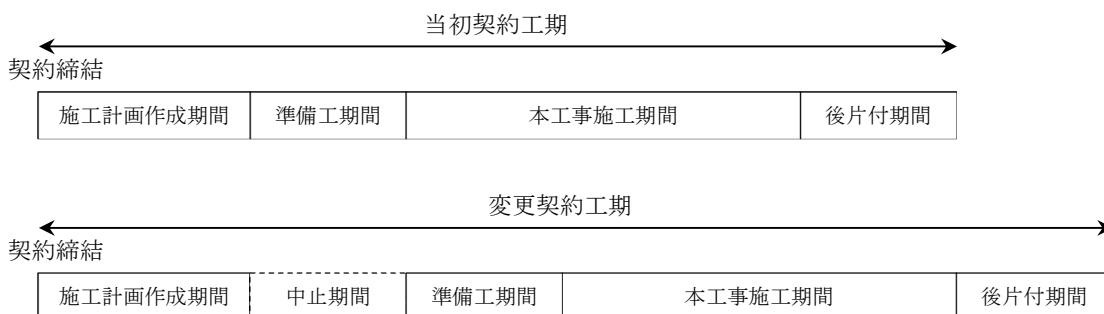 当初契約工期
契約締結
施工計画作成期間 準備工期間 本工事施工期間 後片付期間
変更契約工期
契約締結
施工計画作成期間 中止期間 準備工期間 本工事施工期間 後片付期間